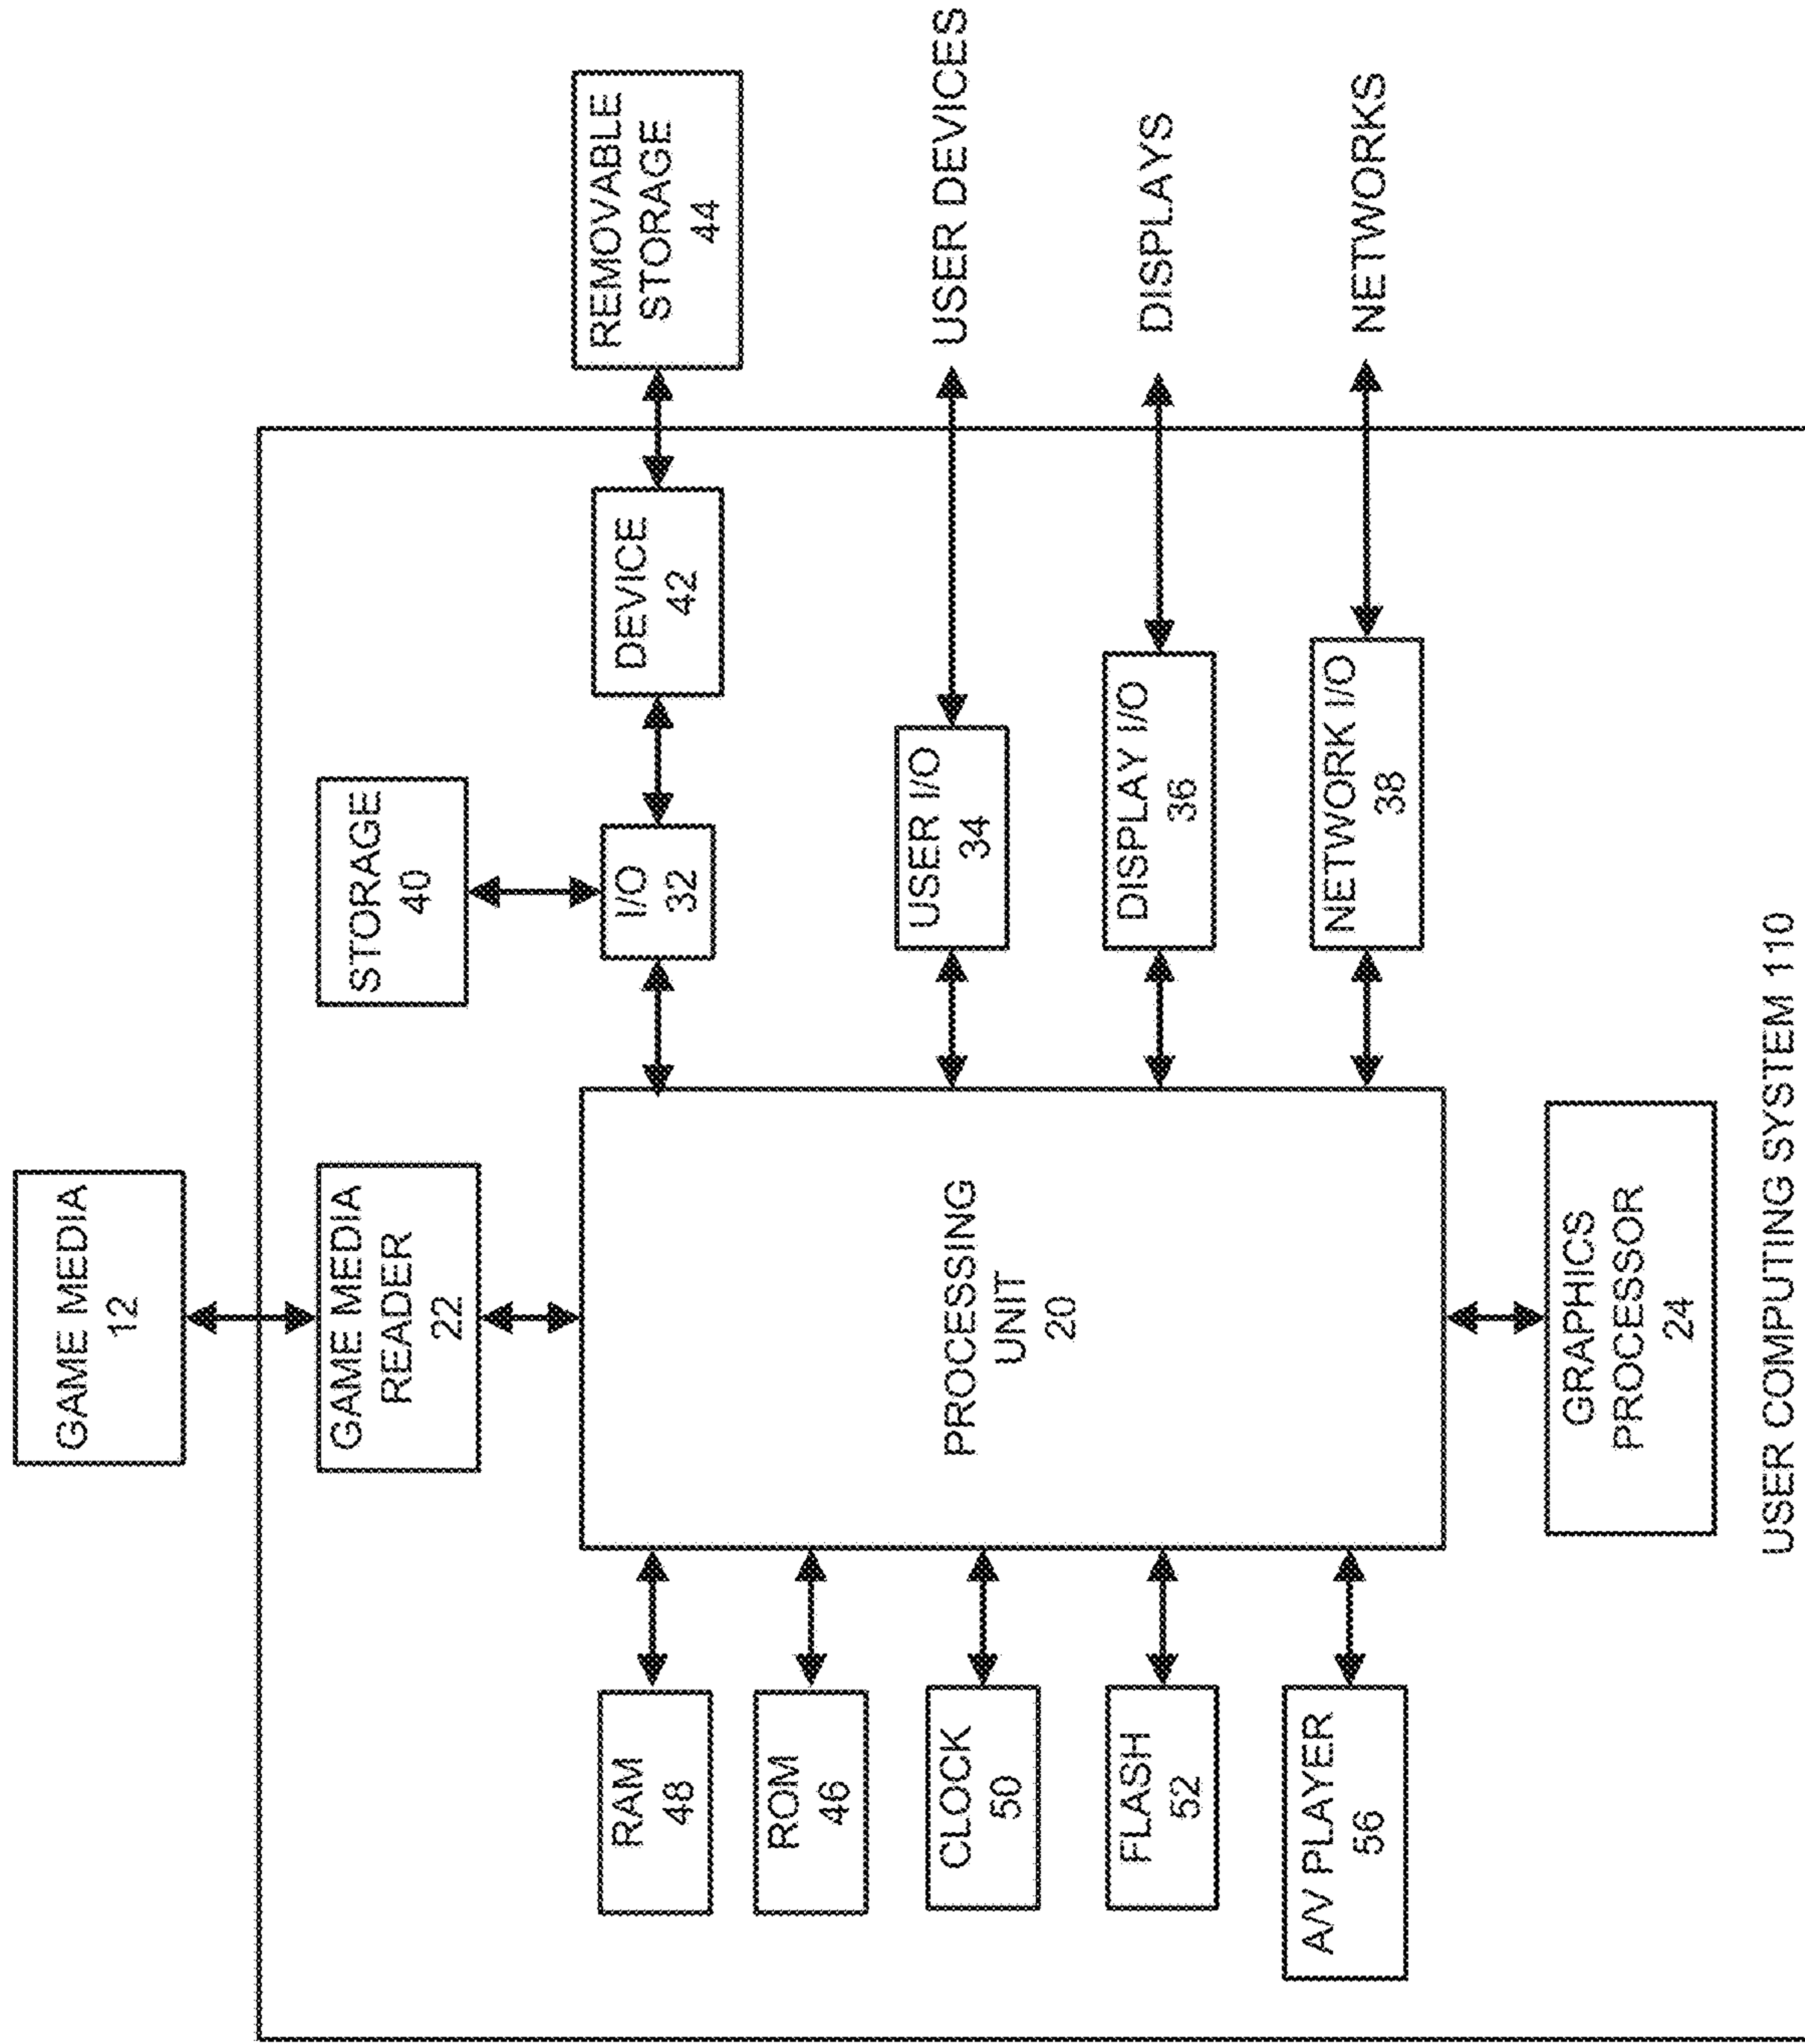 GAME MEDIA
12
GAME MEDIA
READER
22
STORAGE
40
RAM
48
ROM
46
CLOCK
50
FLASH
52
A/V PLAYER
56
PROCESSING
UNIT
20
I/O
32
DEVICE
42
REMOVABLE
STORAGE
44
USER I/O
34
USER DEVICES
DISPLAY I/O
36
DISPLAYS
NETWORK I/O
38
NETWORKS
GRAPHICS
PROCESSOR
24
USER COMPUTING SYSTEM 110